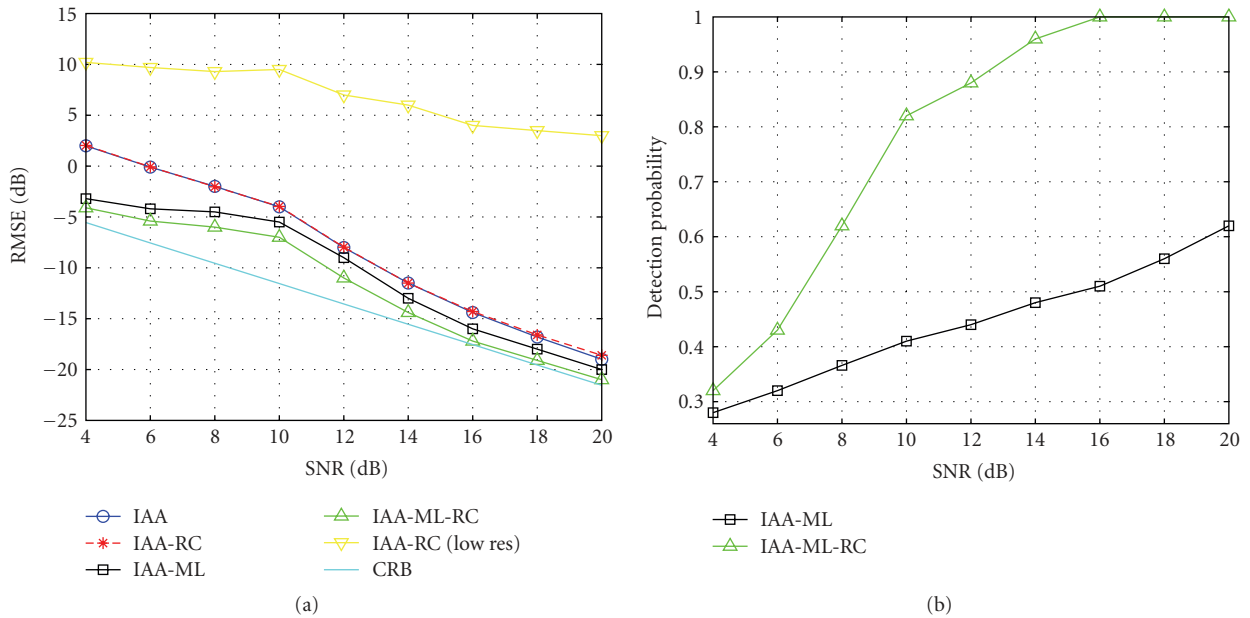 15
10
5
0
−5
−10
−15
−20
−25
RMSE (dB)
4 6 8 10 12 14 16 18 20
SNR (dB)
IAA
IAA-RC
IAA-ML
IAA-ML-RC
IAA-RC (low res)
CRB
(a)
1
0.9
0.8
0.7
0.6
0.5
0.4
0.3
Detection probability
4 6 8 10 12 14 16 18 20
SNR (dB)
IAA-ML
IAA-ML-RC
(b)